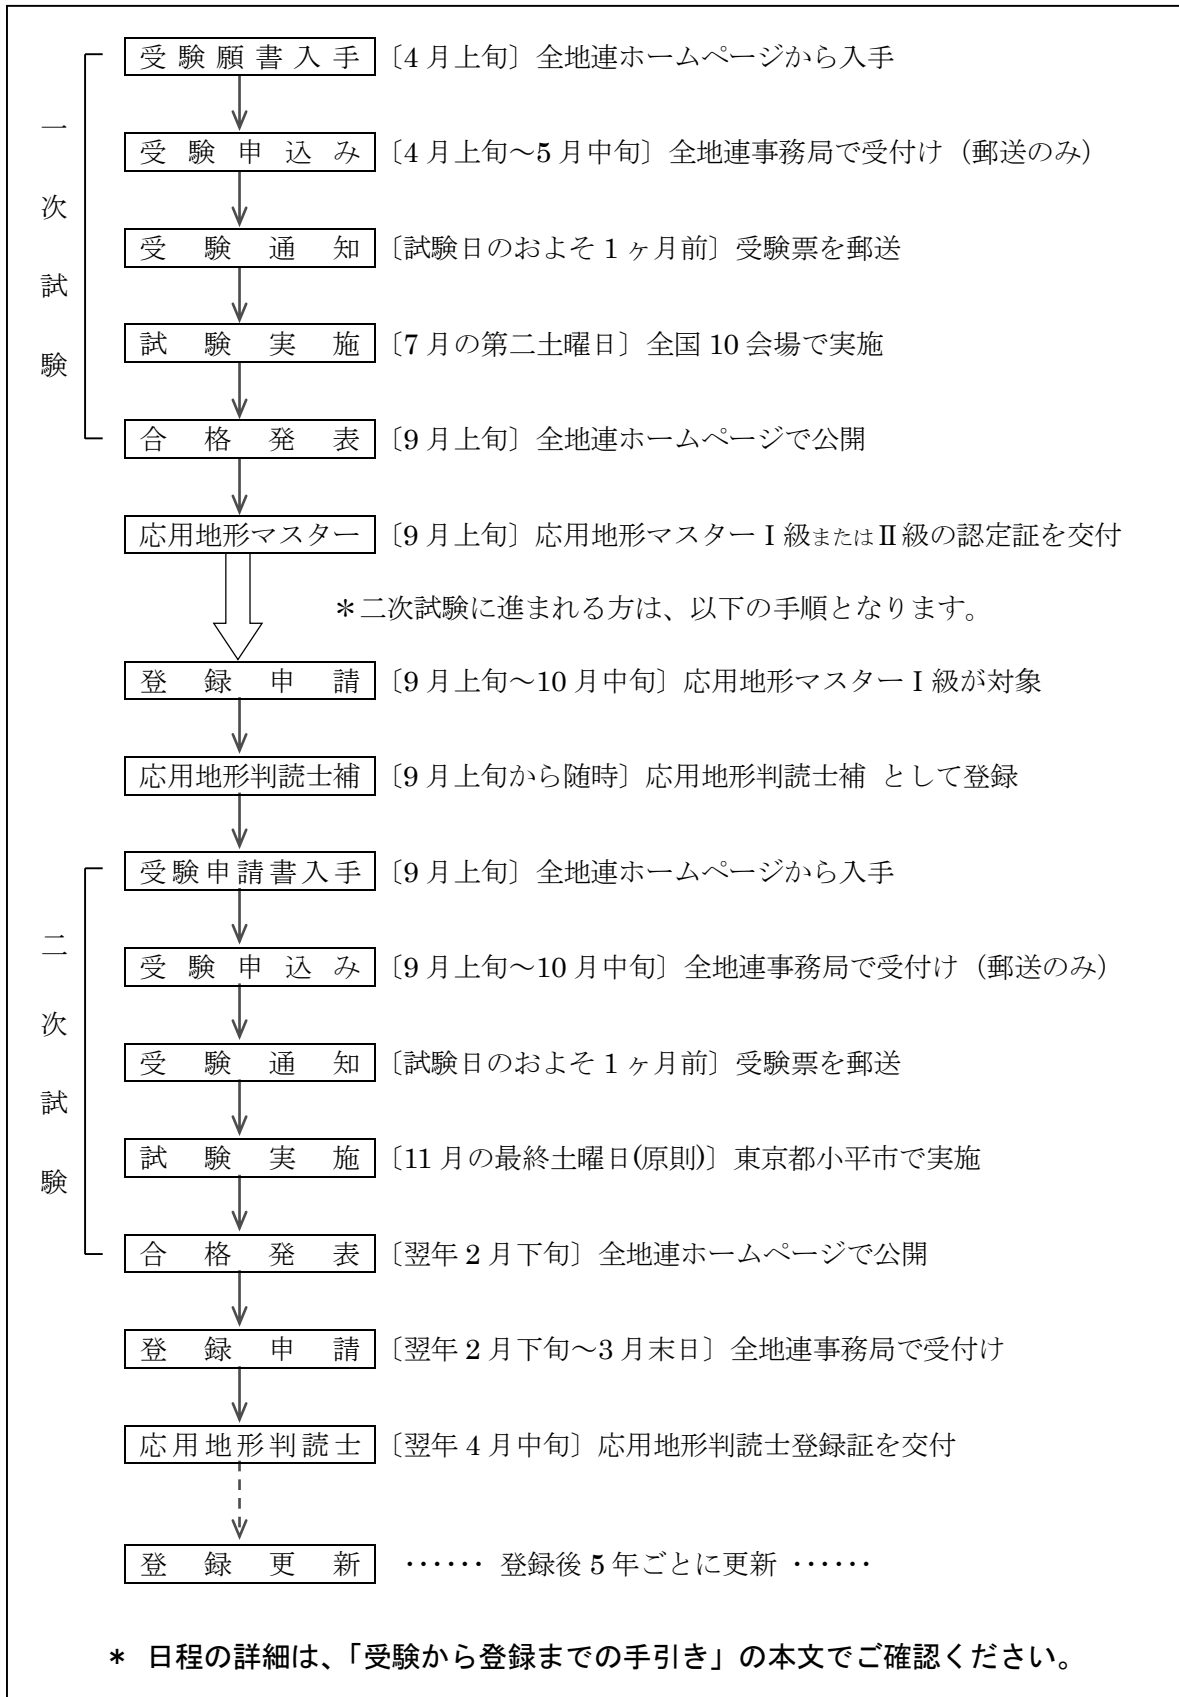 一次試験
受験願書入手 〔4月上旬〕全地連ホームページから入手
受験申込み 〔4月上旬～5月中旬〕全地連事務局で受付け（郵送のみ）
受験通知 〔試験日のおよそ1ヶ月前〕受験票を郵送
試験実施 〔7月の第二土曜日〕全国10会場で実施
合格発表 〔9月上旬〕全地連ホームページで公開
応用地形マスター 〔9月上旬〕応用地形マスターⅠ級またはⅡ級の認定証を交付
＊二次試験に進まれる方は、以下の手順となります。
登録申請 〔9月上旬～10月中旬〕応用地形マスターⅠ級が対象
応用地形判読士補 〔9月上旬から随時〕応用地形判読士補 として登録
二次試験
受験申請書入手 〔9月上旬〕全地連ホームページから入手
受験申込み 〔9月上旬～10月中旬〕全地連事務局で受付け（郵送のみ）
受験通知 〔試験日のおよそ1ヶ月前〕受験票を郵送
試験実施 〔11月の最終土曜日(原則)〕東京都小平市で実施
合格発表 〔翌年2月下旬〕全地連ホームページで公開
登録申請 〔翌年2月下旬～3月末日〕全地連事務局で受付け
応用地形判読士 〔翌年4月中旬〕応用地形判読士登録証を交付
登録更新 ‥‥‥ 登録後5年ごとに更新 ‥‥‥
* 日程の詳細は、「受験から登録までの手引き」の本文でご確認ください。